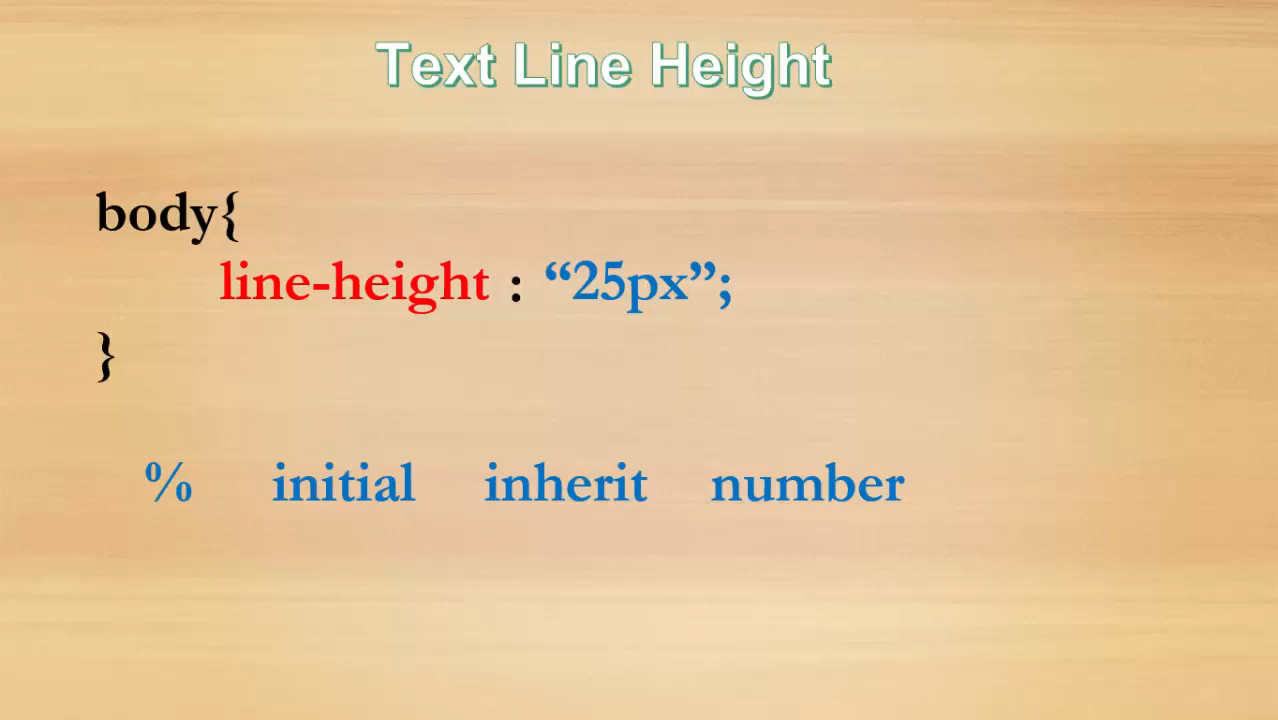 Text Line Height
body{
line-height : “25px”;
}
% initial inherit number